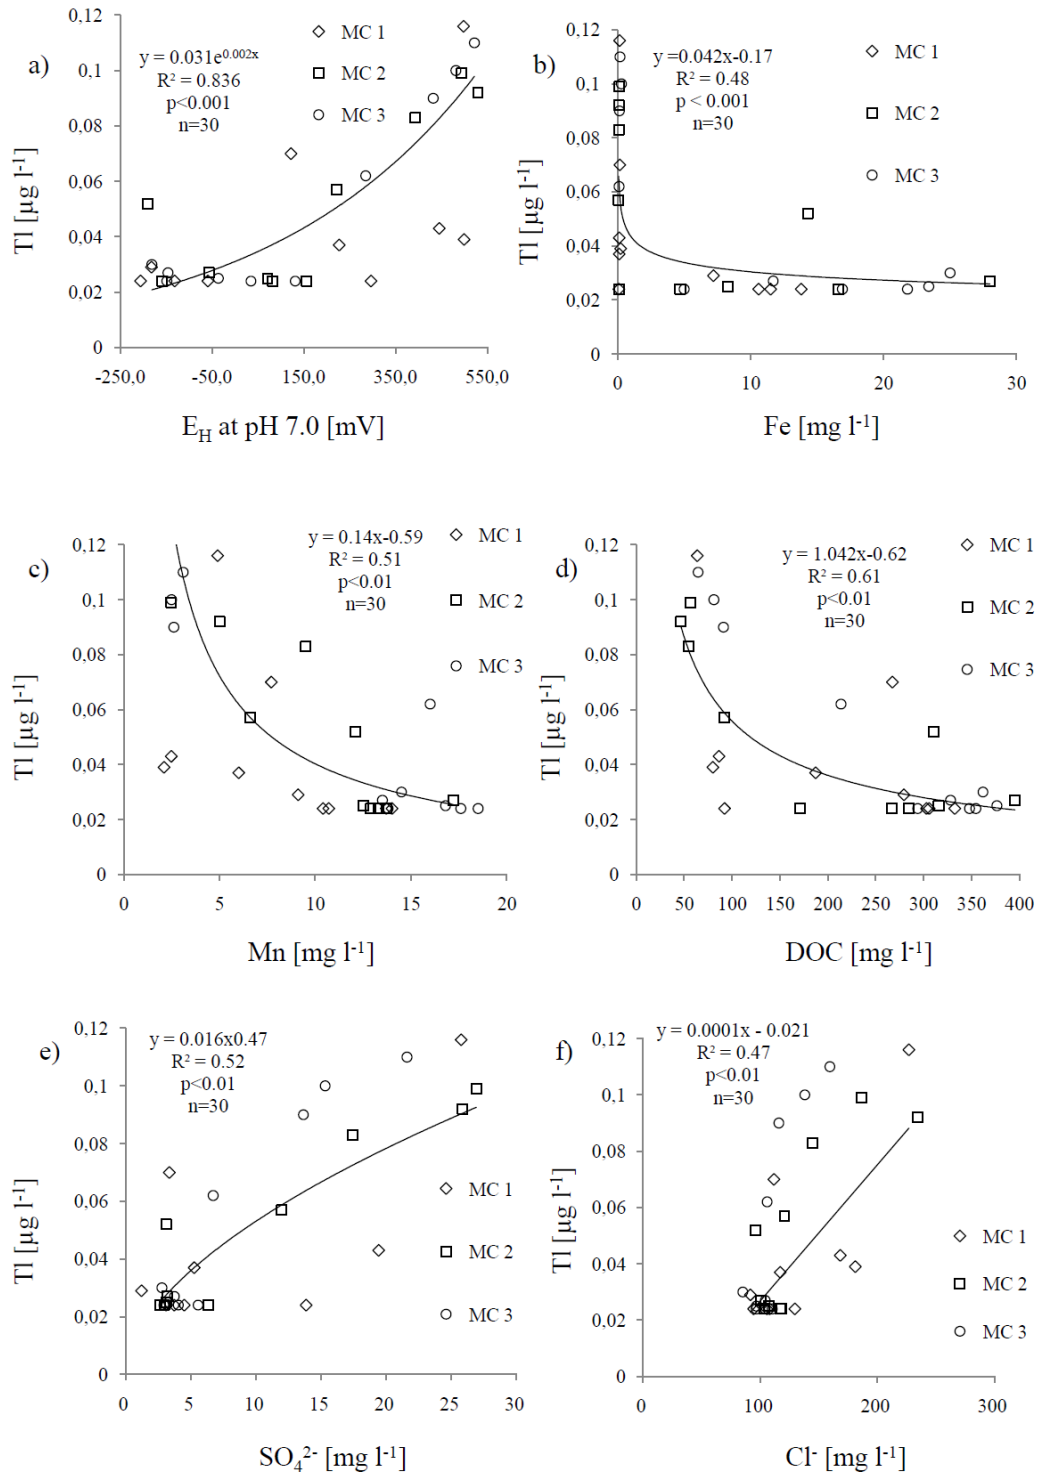 a)
y = 0.031e0.002x
R² = 0.836
p<0.001
n=30
MC 1
MC 2
MC 3
0,12
0,1
0,08
0,06
0,04
0,02
0
Tl [µg l-1]
-250,0 -50,0 150,0 350,0 550,0
EH at pH 7.0 [mV]
b)
y =0.042x-0.17
R² = 0.48
p < 0.001
n=30
MC 1
MC 2
MC 3
0,12
0,1
0,08
0,06
0,04
0,02
0
Tl [µg l-1]
0 10 20 30
Fe [mg l-1]
c)
y = 0.14x-0.59
R² = 0.51
p<0.01
n=30
MC 1
MC 2
MC 3
0,12
0,1
0,08
0,06
0,04
0,02
0
Tl [µg l-1]
0 5 10 15 20
Mn [mg l-1]
d)
y = 1.042x-0.62
R² = 0.61
p<0.01
n=30
MC 1
MC 2
MC 3
0,12
0,1
0,08
0,06
0,04
0,02
0
Tl [µg l-1]
0 50 100 150 200 250 300 350 400
DOC [mg l-1]
e)
y = 0.016x0.47
R² = 0.52
p<0.01
n=30
MC 1
MC 2
MC 3
0,12
0,1
0,08
0,06
0,04
0,02
0
Tl [µg l-1]
0 5 10 15 20 25 30
SO₄²⁻ [mg l-1]
f)
y = 0.0001x - 0.021
R² = 0.47
p<0.01
n=30
MC 1
MC 2
MC 3
0,12
0,1
0,08
0,06
0,04
0,02
0
Tl [µg l-1]
0 100 200 300
Cl- [mg l-1]